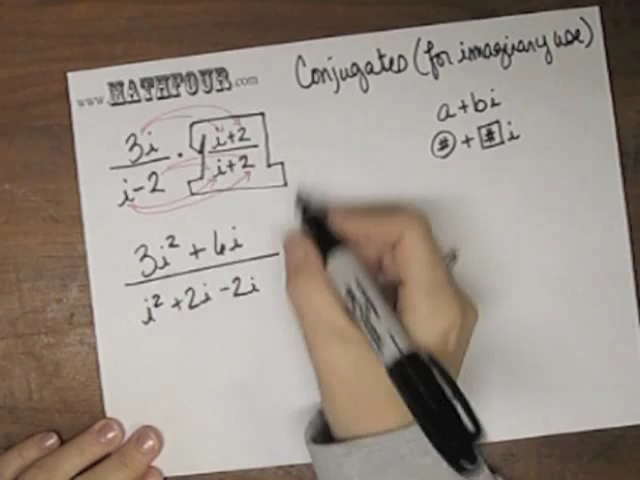 www.MATHFOUR.com
Conjugates (for imaginary use)
a+bi
# + # i
3i / i-2 · i+2 / i+2
3i² + 6i
i² + 2i - 2i